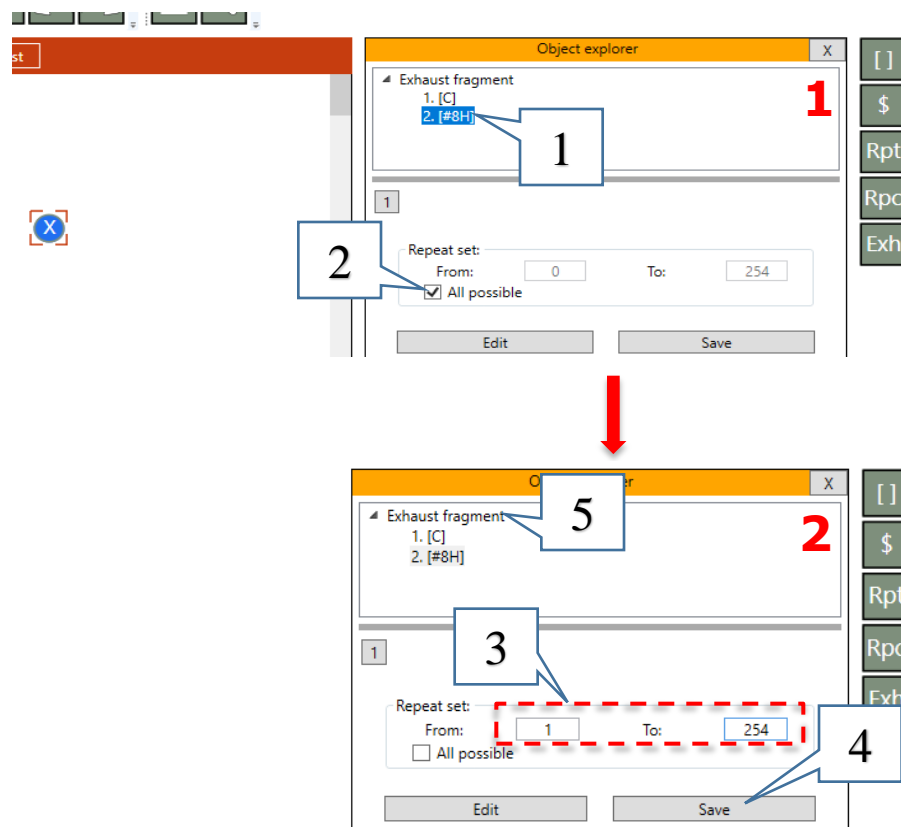 st
Object explorer
X
[ ]
Exhaust fragment
1. [C]
2. [#8H]
1
1
$
Rpt
1
Rpo
X
2
Exh
Repeat set:
From:
0
To:
254
All possible
Edit
Save
X
[ ]
Exhaust fragment
5
2
1. [C]
2. [#8H]
$
Rpt
3
1
Rpo
Exh
Repeat set:
From:
1
To:
254
4
All possible
Edit
Save